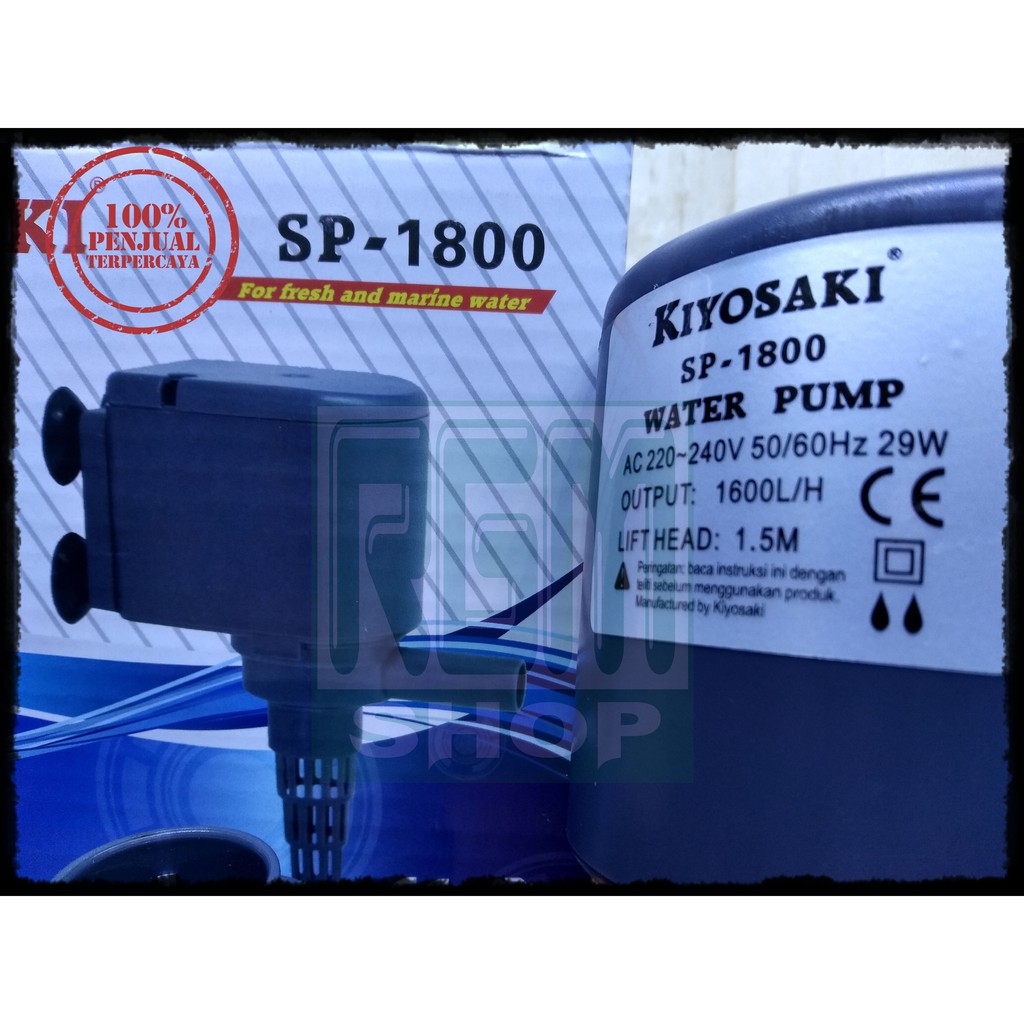 KI®
100%
PENJUAL
TERPERCAYA
SP-1800
For fresh and marine water
KIYOSAKI®
SP-1800
WATER PUMP
AC 220~240V 50/60Hz 29W
OUTPUT: 1600L/H
CE
LIFT HEAD: 1.5M
Peringatan: baca instruksi ini dengan
teliti sebelum menggunakan produk.
Manufactured by Kiyosaki
REM
SHOP